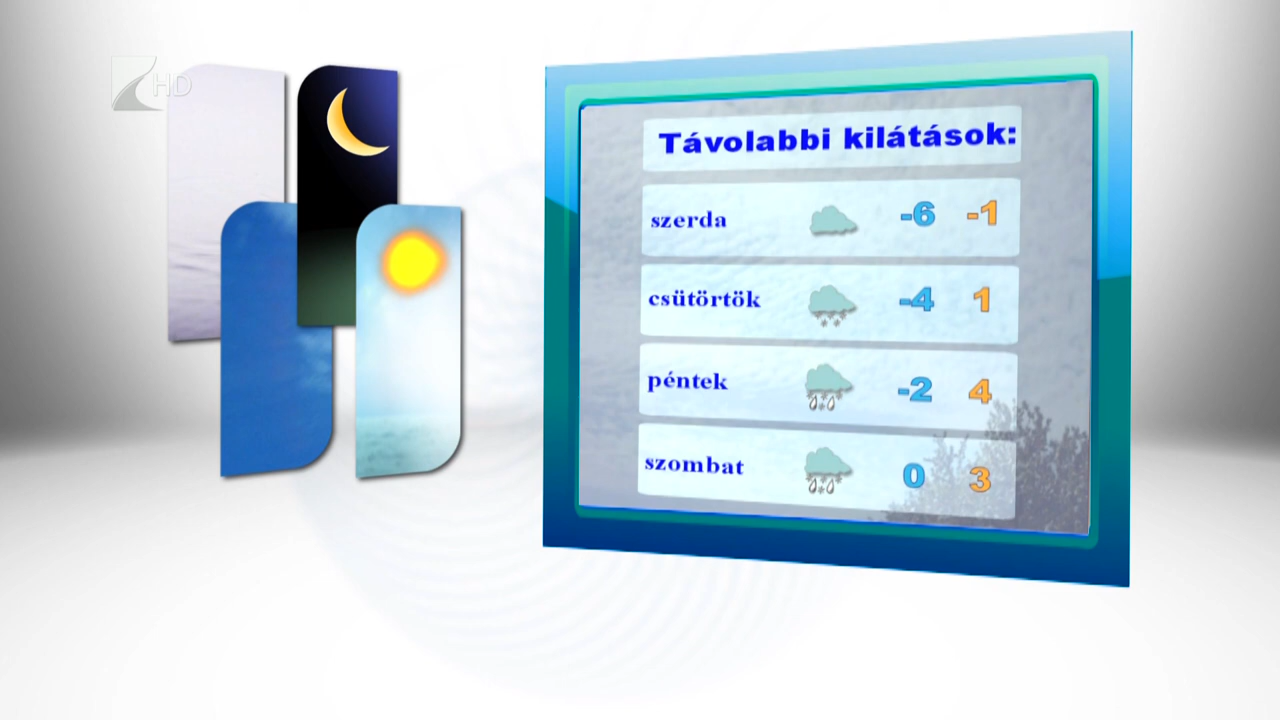 HD
Távolabbi kilátások:
szerda -6 -1
csütörtök -4 1
péntek -2 4
szombat 0 3